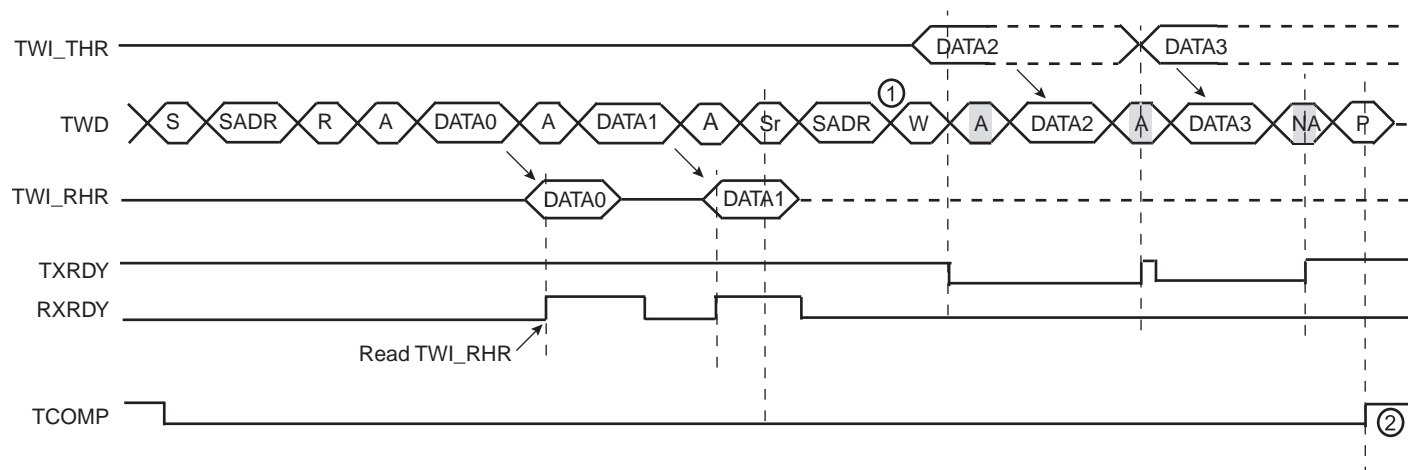 TWI_THR DATA2 DATA3
①
TWD S SADR R A DATA0 A DATA1 A Sr SADR W A DATA2 A DATA3 NA P
TWI_RHR DATA0 DATA1
TXRDY
RXRDY
Read TWI_RHR
TCOMP ②